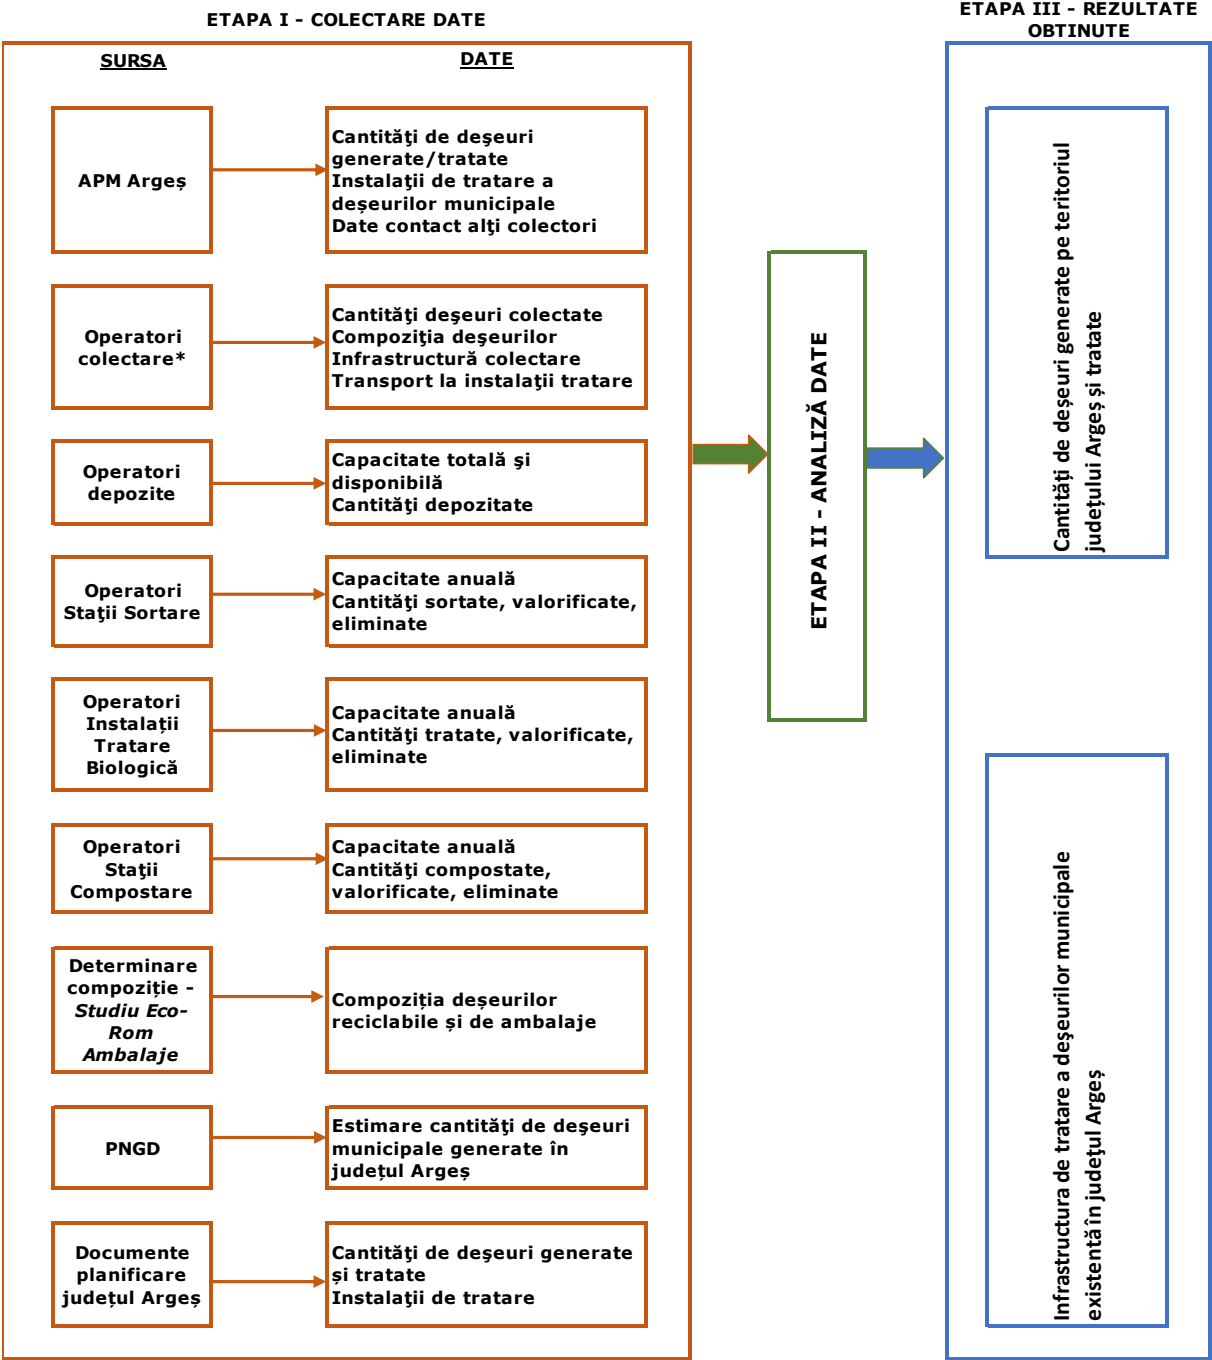 ETAPA I - COLECTARE DATE
SURSA
DATE
APM Argeș
Cantităţi de deşeuri
generate/tratate
Instalaţii de tratare a
deșeurilor municipale
Date contact alţi colectori
Operatori
colectare*
Cantităţi deşeuri colectate
Compoziţia deşeurilor
Infrastructură colectare
Transport la instalaţii tratare
Operatori
depozite
Capacitate totală şi
disponibilă
Cantităţi depozitate
Operatori
Staţii Sortare
Capacitate anuală
Cantităţi sortate, valorificate,
eliminate
Operatori
Instalații
Tratare
Biologică
Capacitate anuală
Cantităţi tratate, valorificate,
eliminate
Operatori
Staţii
Compostare
Capacitate anuală
Cantităţi compostate,
valorificate, eliminate
Determinare
compoziție -
Studiu Eco-
Rom
Ambalaje
Compoziția deșeurilor
reciclabile și de ambalaje
PNGD
Estimare cantităţi de deşeuri
municipale generate în
județul Argeș
Documente
planificare
județul Argeș
Cantităţi de deşeuri generate
și tratate
Instalaţii de tratare
ETAPA II - ANALIZĂ DATE
ETAPA III - REZULTATE
OBTINUTE
Cantități de deșeuri generate pe teritoriul
județului Argeș și tratate
Infrastructura de tratare a deşeurilor municipale
existentă în judeţul Argeș